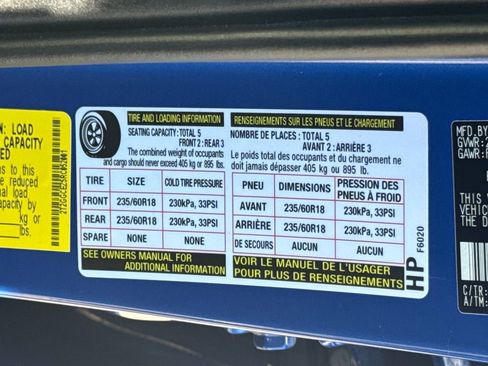 N: LOAD
CAPACITY
ED
s to this
reduced
nal load.
city
kg or
lbs.
TIRE AND LOADING INFORMATION
SEATING CAPACITY: TOTAL 5
FRONT 2 | REAR 3
The combined weight of occupants
and cargo should never exceed 405 kg or 895 lbs.
TIRE SIZE COLD TIRE PRESSURE
FRONT 235/60R18 230kPa, 33PSI
REAR 235/60R18 230kPa, 33PSI
SPARE NONE NONE
SEE OWNERS MANUAL FOR
ADDITIONAL INFORMATION
RENSEIGNEMENTS SUR LES PNEUS ET LE CHARGEMENT
NOMBRE DE PLACES : TOTAL 5
AVANT 2 : ARRIÈRE 3
Le poids total des occupants et du chargement ne
doit jamais dépasser 405 kg ou 895 lb.
PNEU DIMENSIONS PRESSION DES
PNEUS À FROID
AVANT 235/60R18 230kPa, 33PSI
ARRIÈRE 235/60R18 230kPa, 33PSI
DE SECOURS AUCUN AUCUN
VOIR LE MANUEL DE L'USAGER
POUR PLUS DE RENSEIGNEMENTS
HP
F6020
MFD.BY
GVWR:2
GAWR:F
THIS V
VEHICL
THE D
C/TR:
A/TM: